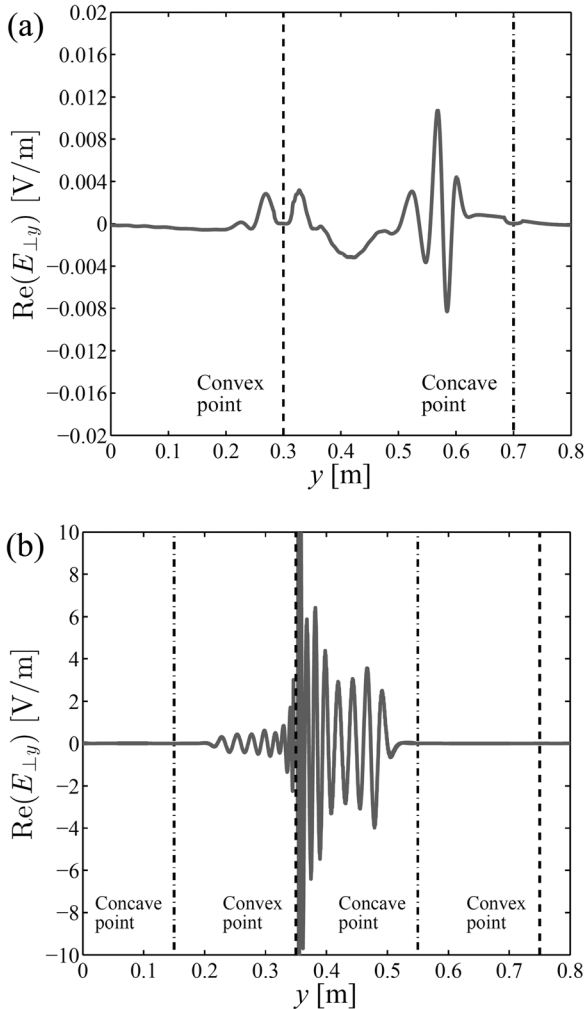 (a)
Re(E⊥y) [V/m]
0.02
0.016
0.012
0.008
0.004
0
−0.004
−0.008
−0.012
−0.016
−0.02
Convex
point
Concave
point
0 0.1 0.2 0.3 0.4 0.5 0.6 0.7 0.8
y [m]
(b)
Re(E⊥y) [V/m]
10
8
6
4
2
0
−2
−4
−6
−8
−10
Concave
point
Convex
point
Concave
point
Convex
point
0 0.1 0.2 0.3 0.4 0.5 0.6 0.7 0.8
y [m]